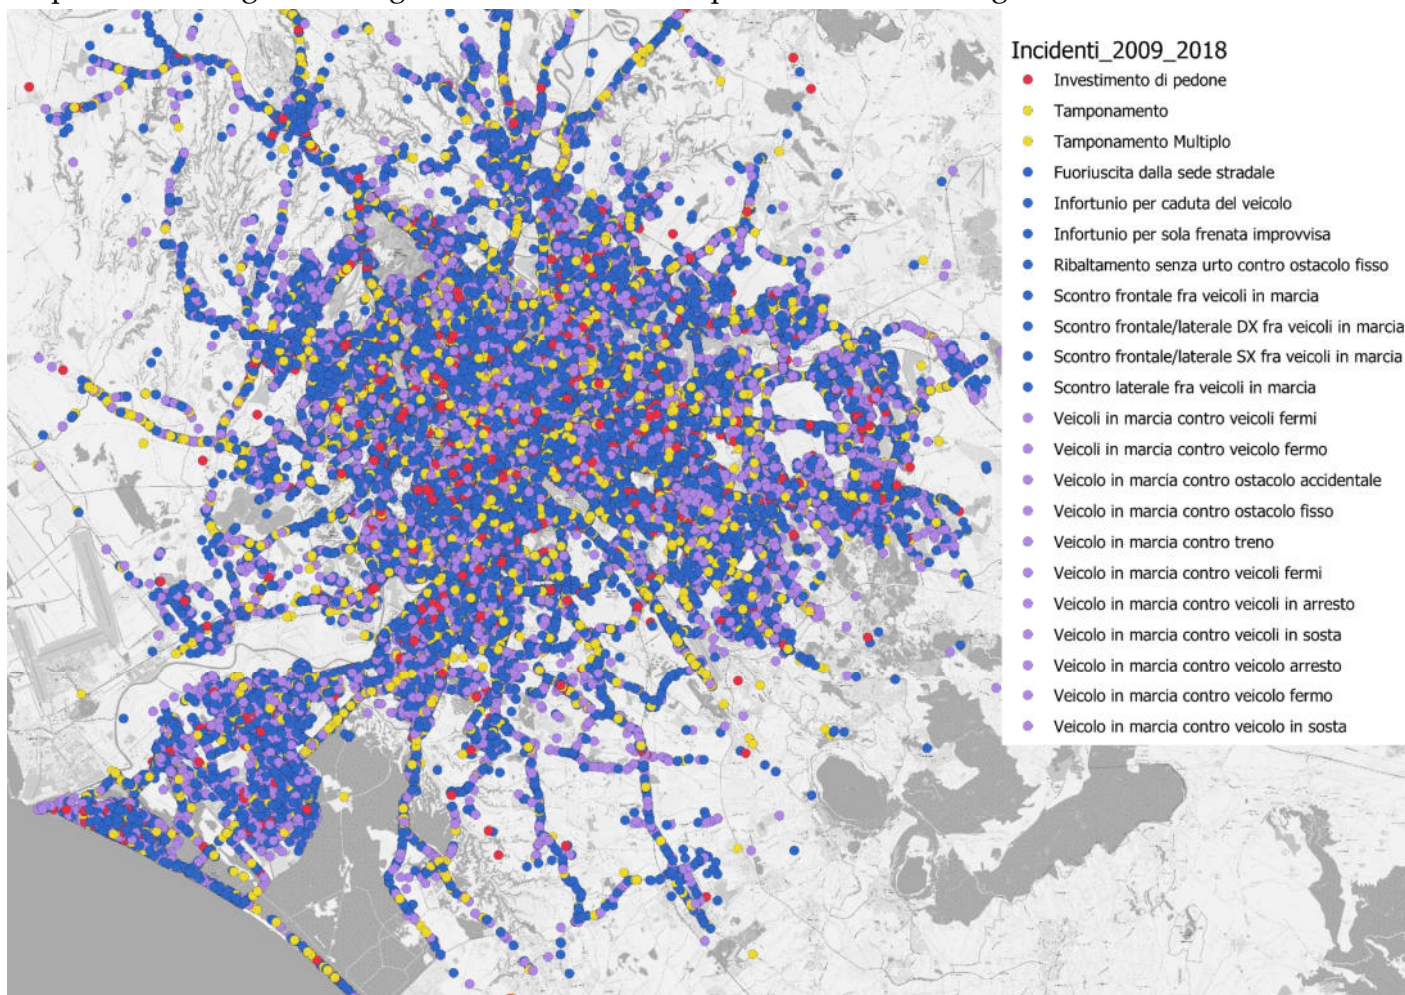 Incidenti_2009_2018
Investimento di pedone
Tamponamento
Tamponamento Multiplo
Fuoriuscita dalla sede stradale
Infortunio per caduta del veicolo
Infortunio per sola frenata improvvisa
Ribaltamento senza urto contro ostacolo fisso
Scontro frontale fra veicoli in marcia
Scontro frontale/laterale DX fra veicoli in marcia
Scontro frontale/laterale SX fra veicoli in marcia
Scontro laterale fra veicoli in marcia
Veicoli in marcia contro veicoli fermi
Veicoli in marcia contro veicolo fermo
Veicolo in marcia contro ostacolo accidentale
Veicolo in marcia contro ostacolo fisso
Veicolo in marcia contro treno
Veicolo in marcia contro veicoli fermi
Veicolo in marcia contro veicoli in arresto
Veicolo in marcia contro veicoli in sosta
Veicolo in marcia contro veicolo arresto
Veicolo in marcia contro veicolo fermo
Veicolo in marcia contro veicolo in sosta